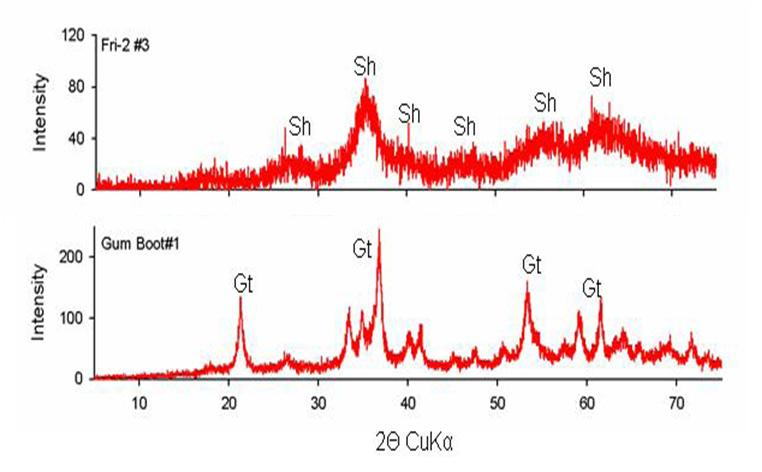 Fri-2 #3
Intensity
120
80
40
0
Sh
Sh
Sh
Sh
Sh
Sh
Gum Boot#1
Intensity
200
100
0
Gt
Gt
Gt
Gt
10 20 30 40 50 60 70
2Θ CuKα